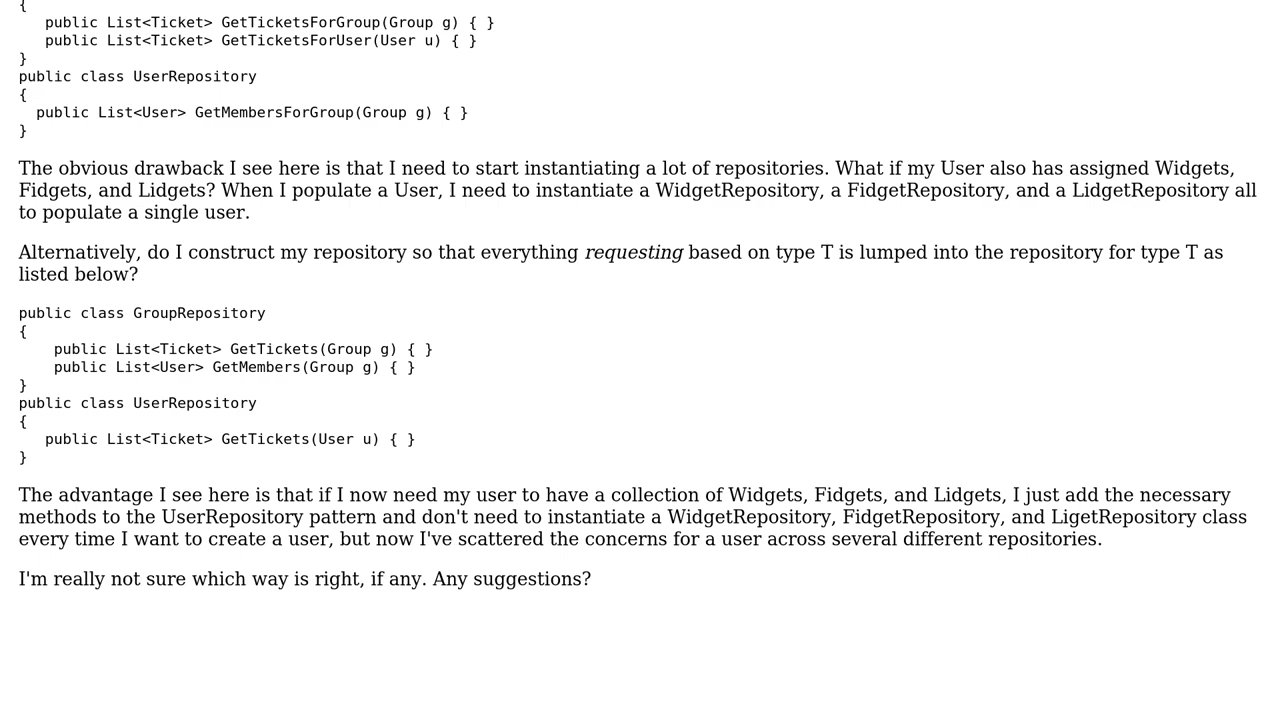 {
   public List<Ticket> GetTicketsForGroup(Group g) { }
   public List<Ticket> GetTicketsForUser(User u) { }
}
public class UserRepository
{
  public List<User> GetMembersForGroup(Group g) { }
}
The obvious drawback I see here is that I need to start instantiating a lot of repositories. What if my User also has assigned Widgets,
Fidgets, and Lidgets? When I populate a User, I need to instantiate a WidgetRepository, a FidgetRepository, and a LidgetRepository all
to populate a single user.
Alternatively, do I construct my repository so that everything requesting based on type T is lumped into the repository for type T as
listed below?
public class GroupRepository
{
    public List<Ticket> GetTickets(Group g) { }
    public List<User> GetMembers(Group g) { }
}
public class UserRepository
{
   public List<Ticket> GetTickets(User u) { }
}
The advantage I see here is that if I now need my user to have a collection of Widgets, Fidgets, and Lidgets, I just add the necessary
methods to the UserRepository pattern and don't need to instantiate a WidgetRepository, FidgetRepository, and LigetRepository class
every time I want to create a user, but now I've scattered the concerns for a user across several different repositories.
I'm really not sure which way is right, if any. Any suggestions?